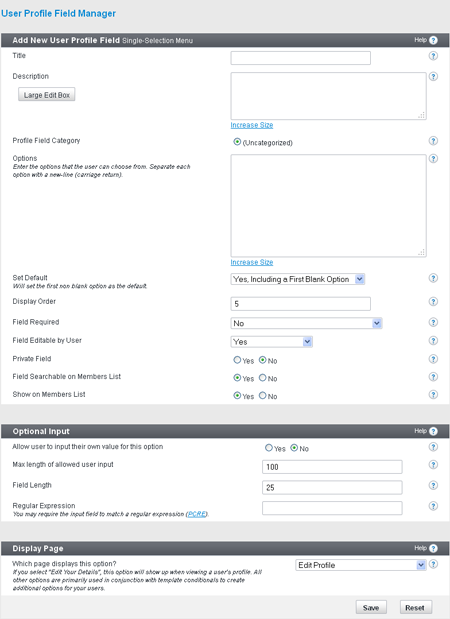 User Profile Field Manager
Add New User Profile Field Single-Selection Menu Help ?
Title ?
Description ?
Large Edit Box
Increase Size
Profile Field Category (Uncategorized) ?
Options ?
Enter the options that the user can choose from. Separate each
option with a new-line (carriage return).
Increase Size
Set Default Yes, Including a First Blank Option ?
Will set the first non blank option as the default.
Display Order 5 ?
Field Required No ?
Field Editable by User Yes ?
Private Field Yes No ?
Field Searchable on Members List Yes No ?
Show on Members List Yes No ?
Optional Input Help ?
Allow user to input their own value for this option Yes No ?
Max length of allowed user input 100 ?
Field Length 25 ?
Regular Expression ?
You may require the input field to match a regular expression (PCRE).
Display Page Help ?
Which page displays this option? Edit Profile ?
If you select "Edit Your Details", this option will show up when viewing a user's profile. All
other options are primarily used in conjunction with template conditionals to create
additional options for your users.
Save Reset